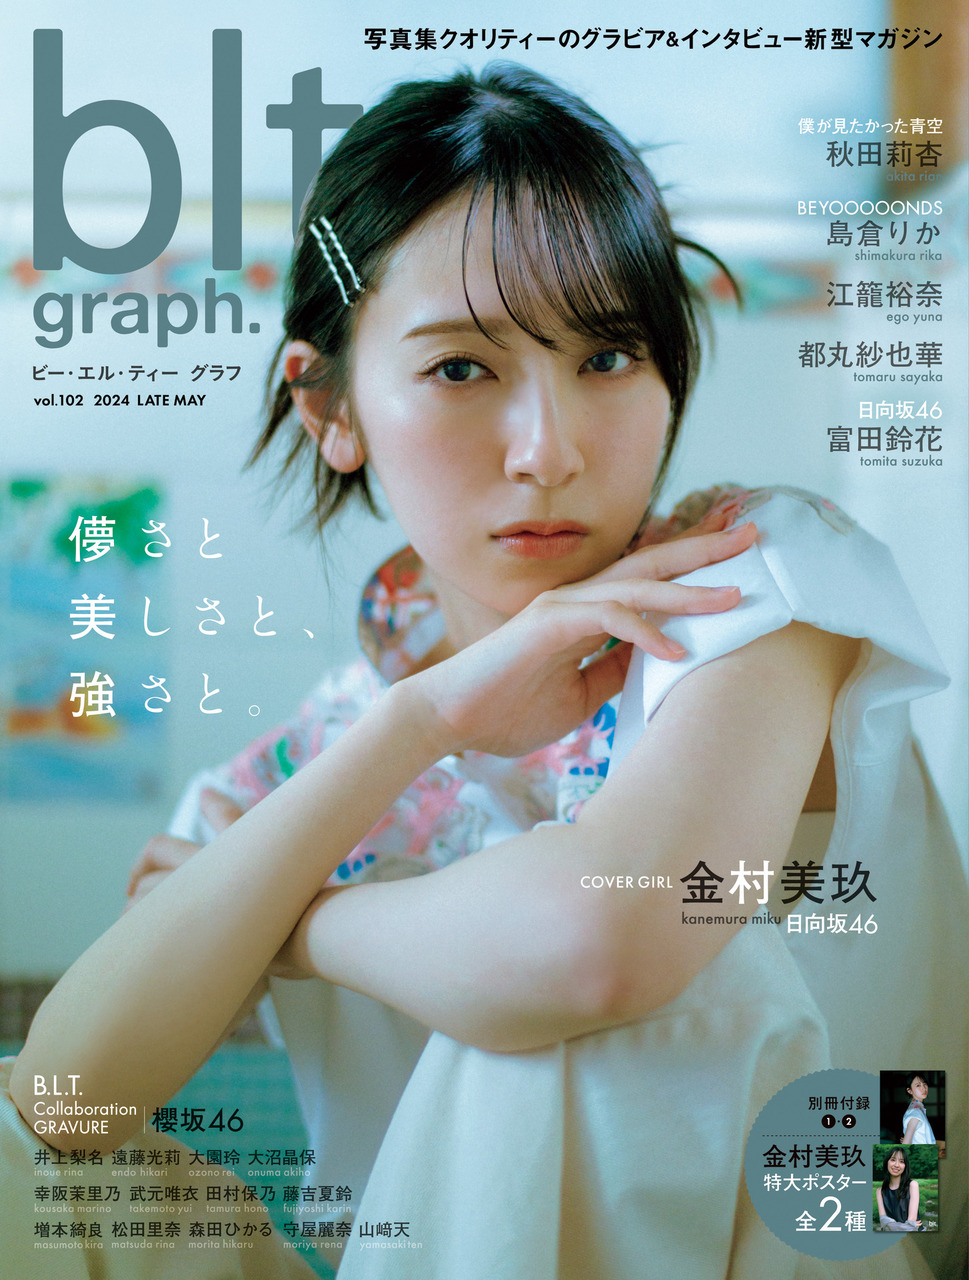 写真集クオリティーのグラビア&インタビュー新型マガジン
blt
graph.
ビー・エル・ティー グラフ
vol.102 2024 LATE MAY
僕が見たかった青空
秋田莉杏
akita rian
BEYOOOOONDS
島倉りか
shimakura rika
江籠裕奈
ego yuna
都丸紗也華
tomaru sayaka
日向坂46
富田鈴花
tomita suzuka
儚さと
美しさと、
強さと。
COVER GIRL 金村美玖
kanemura miku 日向坂46
B.L.T.
Collaboration
GRAVURE
櫻坂46
井上梨名 遠藤光莉 大園玲 大沼晶保
inoue rina endo hikari ozono rei onuma akiho
幸阪茉里乃 武元唯衣 田村保乃 藤吉夏鈴
kousaka marino takemoto yui tamura hono fujiyoshi karin
増本綺良 松田里奈 森田ひかる 守屋麗奈 山﨑天
masumoto kira matsuda rina morita hikaru moriya rena yamasaki ten
別冊付録
1・2
金村美玖
特大ポスター
全2種